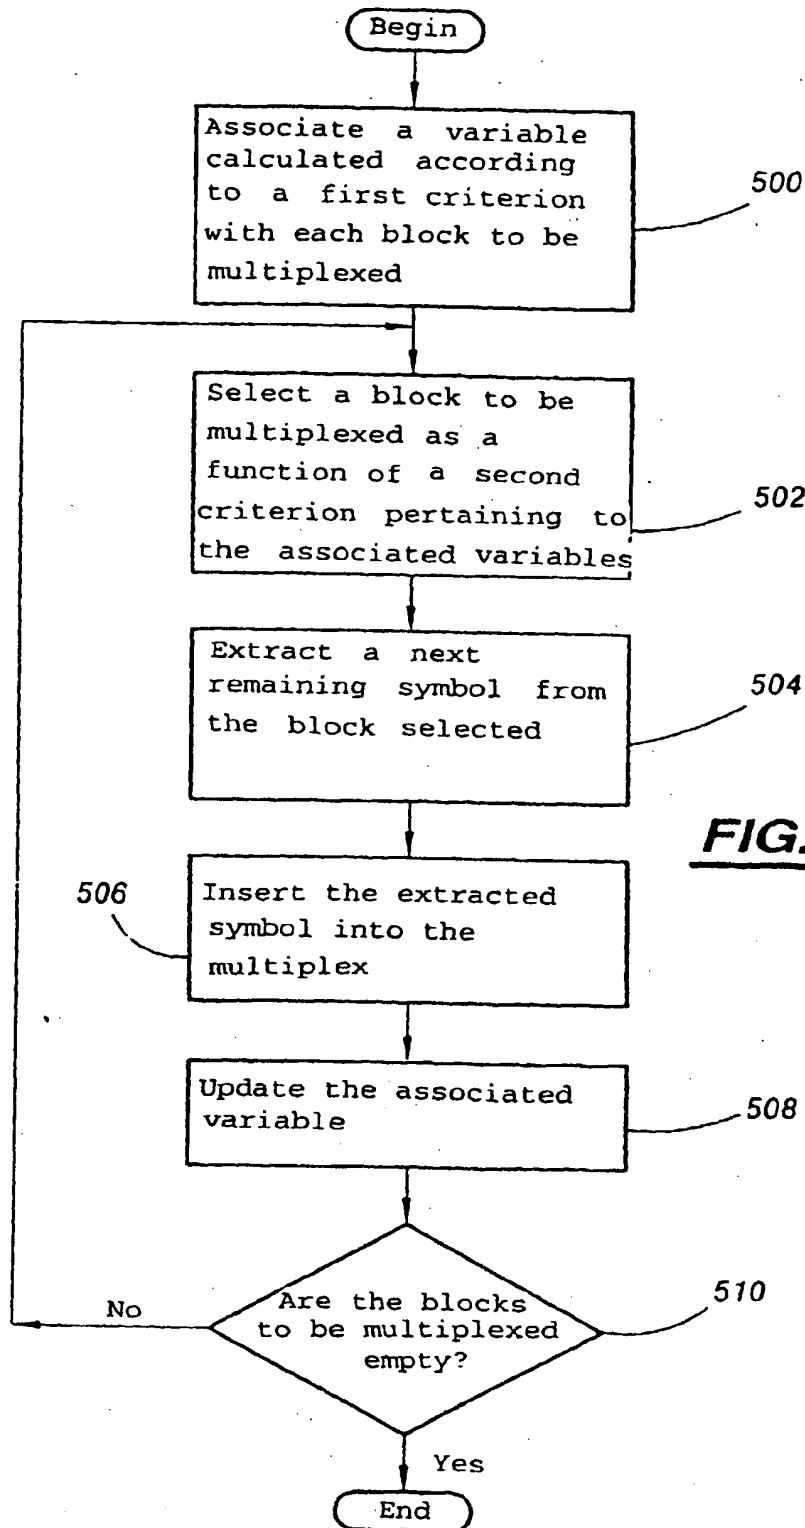 Begin
Associate a variable
calculated according
to a first criterion
with each block to be
multiplexed
500
Select a block to be
multiplexed as a
function of a second
criterion pertaining to
the associated variables
502
Extract a next
remaining symbol from
the block selected
504
FIG.
506
Insert the extracted
symbol into the
multiplex
Update the associated
variable
508
Are the blocks
to be multiplexed
empty?
510
No
Yes
End